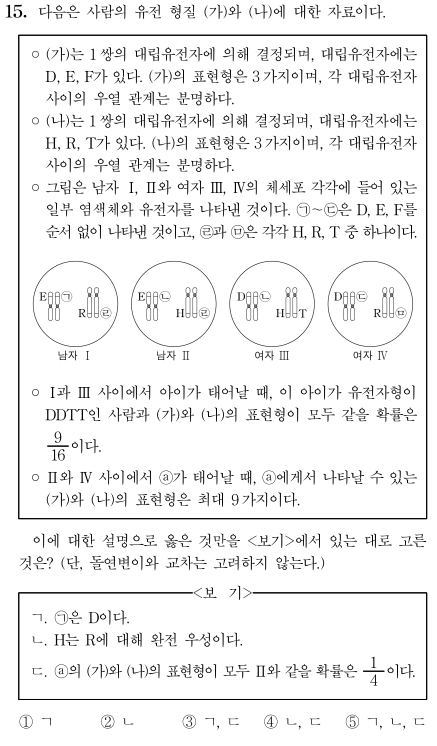 15. 다음은 사람의 유전 형질 (가)와 (나)에 대한 자료이다.
○ (가)는 1쌍의 대립유전자에 의해 결정되며, 대립유전자에는
D, E, F가 있다. (가)의 표현형은 3가지이며, 각 대립유전자
사이의 우열 관계는 분명하다.
○ (나)는 1쌍의 대립유전자에 의해 결정되며, 대립유전자에는
H, R, T가 있다. (나)의 표현형은 3가지이며, 각 대립유전자
사이의 우열 관계는 분명하다.
○ 그림은 남자 Ⅰ, Ⅱ와 여자 Ⅲ, Ⅳ의 체세포 각각에 들어 있는
일부 염색체와 유전자를 나타낸 것이다. ㉠~㉢은 D, E, F를
순서 없이 나타낸 것이고, ㉣과 ㉤은 각각 H, R, T 중 하나이다.
E ㉠ R ㉣ E ㉡ H ㉣ D ㉡ H T D ㉢ R ㉤
남자 Ⅰ 남자 Ⅱ 여자 Ⅲ 여자 Ⅳ
○ Ⅰ과 Ⅲ 사이에서 아이가 태어날 때, 이 아이가 유전자형이
DDTT인 사람과 (가)와 (나)의 표현형이 모두 같을 확률은
9/16이다.
○ Ⅱ와 Ⅳ 사이에서 ⓐ가 태어날 때, ⓐ에게서 나타날 수 있는
(가)와 (나)의 표현형은 최대 9가지이다.
이에 대한 설명으로 옳은 것만을 <보기>에서 있는 대로 고른
것은? (단, 돌연변이와 교차는 고려하지 않는다.)
<보 기>
ㄱ. ㉠은 D이다.
ㄴ. H는 R에 대해 완전 우성이다.
ㄷ. ⓐ의 (가)와 (나)의 표현형이 모두 Ⅱ와 같을 확률은 1/4이다.
① ㄱ ② ㄴ ③ ㄱ, ㄷ ④ ㄴ, ㄷ ⑤ ㄱ, ㄴ, ㄷ